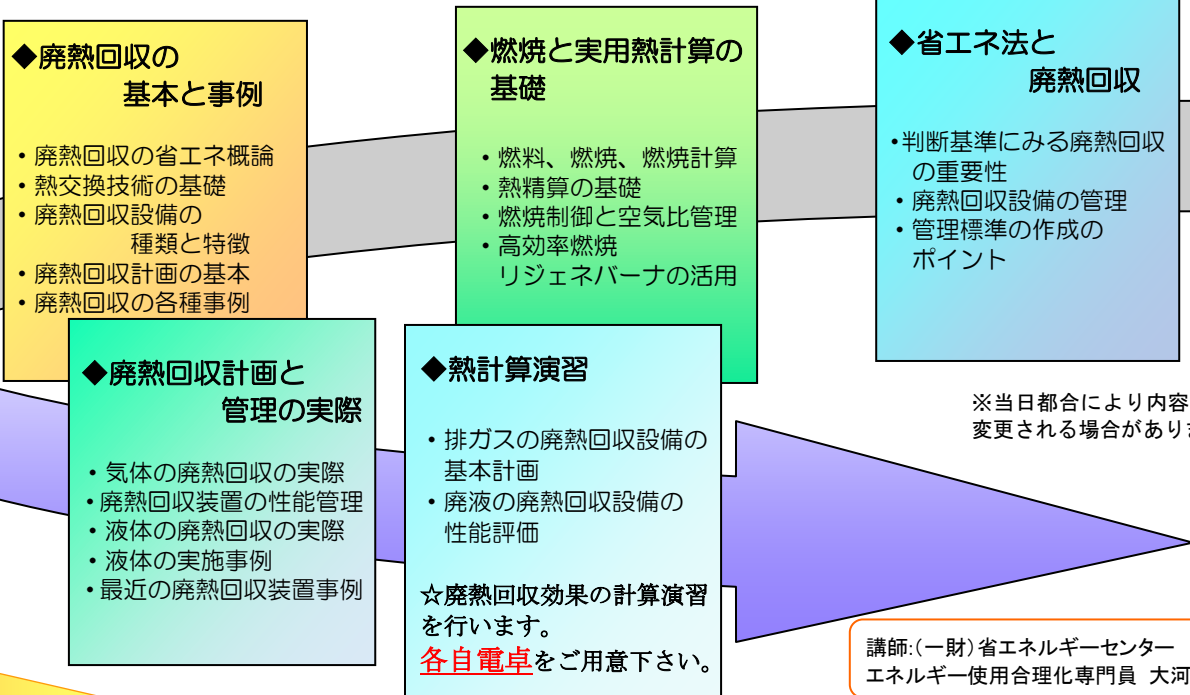 ◆廃熱回収の
基本と事例
・廃熱回収の省エネ概論
・熱交換技術の基礎
・廃熱回収設備の
種類と特徴
・廃熱回収計画の基本
・廃熱回収の各種事例
◆燃焼と実用熱計算の
基礎
・燃料、燃焼、燃焼計算
・熱精算の基礎
・燃焼制御と空気比管理
・高効率燃焼
リジェネバーナの活用
◆省エネ法と
廃熱回収
・判断基準にみる廃熱回収
の重要性
・廃熱回収設備の管理
・管理標準の作成の
ポイント
◆廃熱回収計画と
管理の実際
・気体の廃熱回収の実際
・廃熱回収装置の性能管理
・液体の廃熱回収の実際
・液体の実施事例
・最近の廃熱回収装置事例
◆熱計算演習
・排ガスの廃熱回収設備の
基本計画
・廃液の廃熱回収設備の
性能評価
☆廃熱回収効果の計算演習
を行います。
各自電卓をご用意下さい。
※当日都合により内容
変更される場合があり
講師:(一財)省エネルギーセンター
エネルギー使用合理化専門員 大河